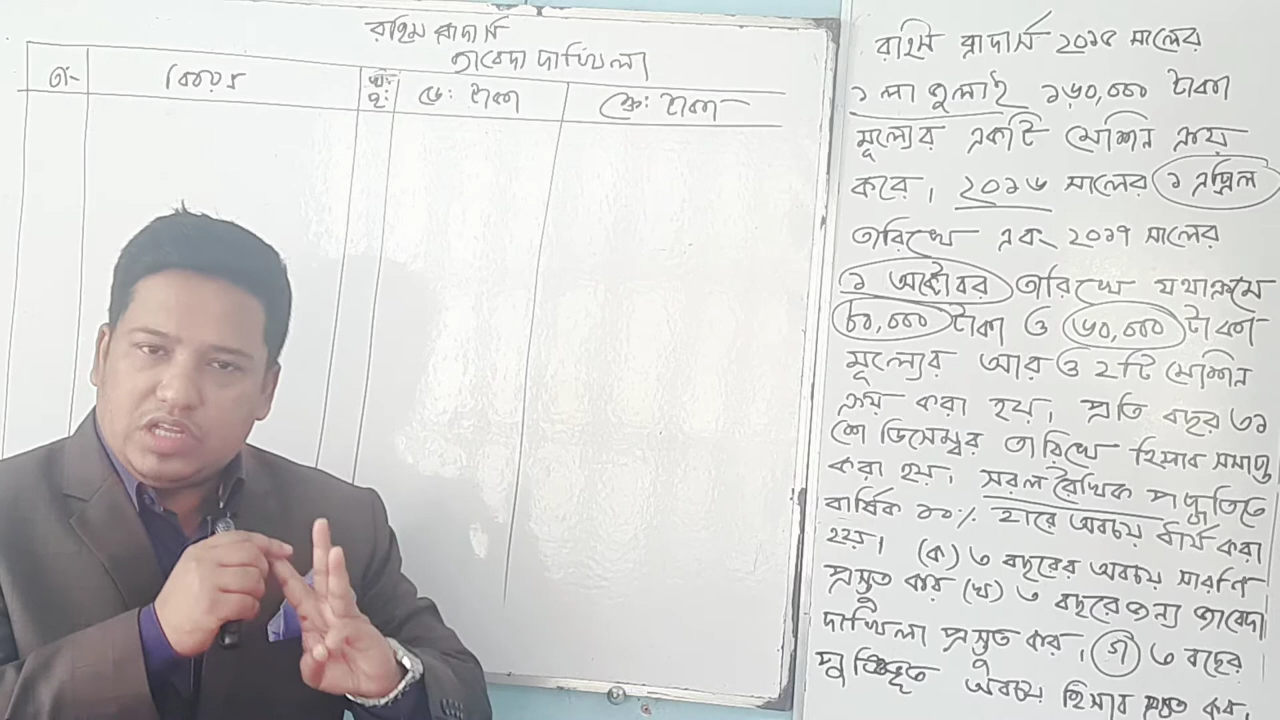 রহিম ব্রাদার্স
জাবেদা দাখিলা
তাং-
বিবরণ
খ: পৃ:
ডে: টাকা
ক্রে: টাকা
রহিম ব্রাদার্স ২০১৫ সালের
১ লা জুলাই ১,৬০,০০০ টাকা
মূল্যের একটি মেশিন ক্রয়
করে। ২০১৬ সালের ১ এপ্রিল
তারিখে এবং ২০১৭ সালের
১ অক্টোবর তারিখে যথাক্রমে
৮০,০০০ টাকা ও ৬০,০০০ টাকা
মূল্যের আরও ২টি মেশিন
ক্রয় করা হয়। প্রতি বছর ৩১
শে ডিসেম্বর তারিখে হিসাব সমাপ্ত
করা হয়। সরল রৈখিক পদ্ধতিতে
বার্ষিক ১০% হারে অবচয় ধার্য করা
হয়। (ক) ৩ বছরের অবচয় সারণি
প্রস্তুত কর (খ) ৩ বছরের জন্য জাবেদা
দাখিলা প্রস্তুত কর। গ ৩ বছরের
পুঞ্জিভূত অবচয় হিসাব প্রস্তুত কর।